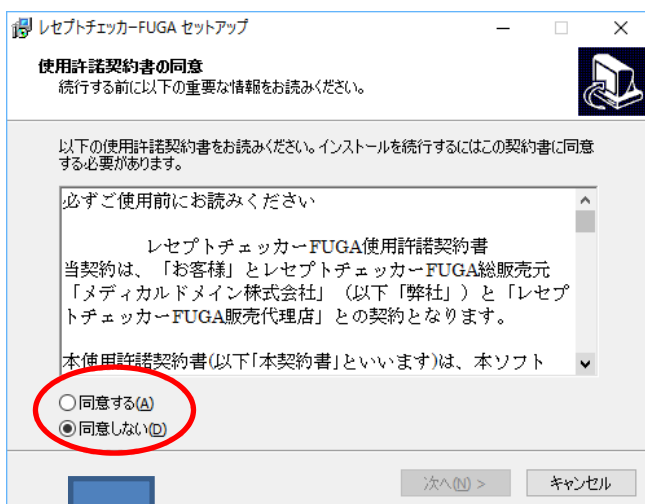 レセプトチェッカーFUGA セットアップ
使用許諾契約書の同意
続行する前に以下の重要な情報をお読みください。
以下の使用許諾契約書をお読みください。インストールを続行するにはこの契約書に同意
する必要があります。
必ずご使用前にお読みください
レセプトチェッカーFUGA使用許諾契約書
当契約は、「お客様」とレセプトチェッカーFUGA総販売元
「メディカルドメイン株式会社」（以下「弊社」）と「レセプ
トチェッカーFUGA販売代理店」との契約となります。
本使用許諾契約書(以下｢本契約書｣といいます)は、本ソフト
同意する(A)
同意しない(D)
次へ(N) >
キャンセル